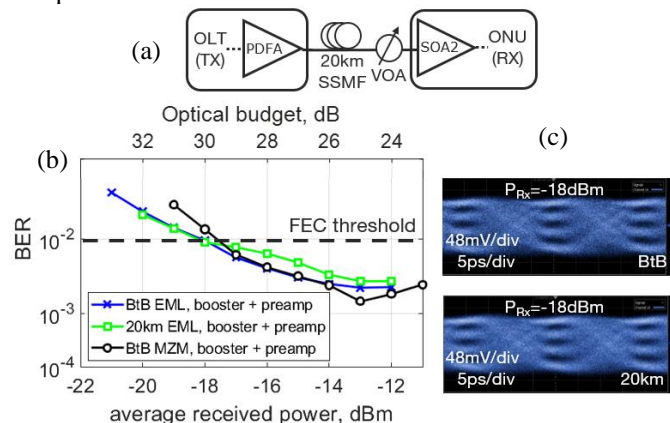 (a)
OLT
(TX)
PDFA
20km
SSMF
VOA
SOA2
ONU
(RX)
Optical budget, dB
32 30 28 26 24
(b)
BER
10-2
10-3
10-4
FEC threshold
BtB EML, booster + preamp
20km EML, booster + preamp
BtB MZM, booster + preamp
-22 -20 -18 -16 -14 -12
average received power, dBm
(c)
PRx=-18dBm
48mV/div
5ps/div BtB
PRx=-18dBm
48mV/div
5ps/div 20km